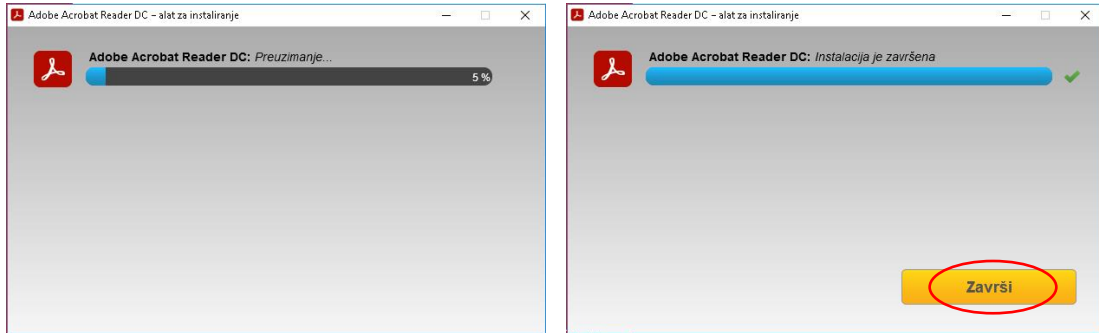 Adobe Acrobat Reader DC – alat za instaliranje
Adobe Acrobat Reader DC: Preuzimanje...
5 %
Adobe Acrobat Reader DC – alat za instaliranje
Adobe Acrobat Reader DC: Instalacija je završena
Završi